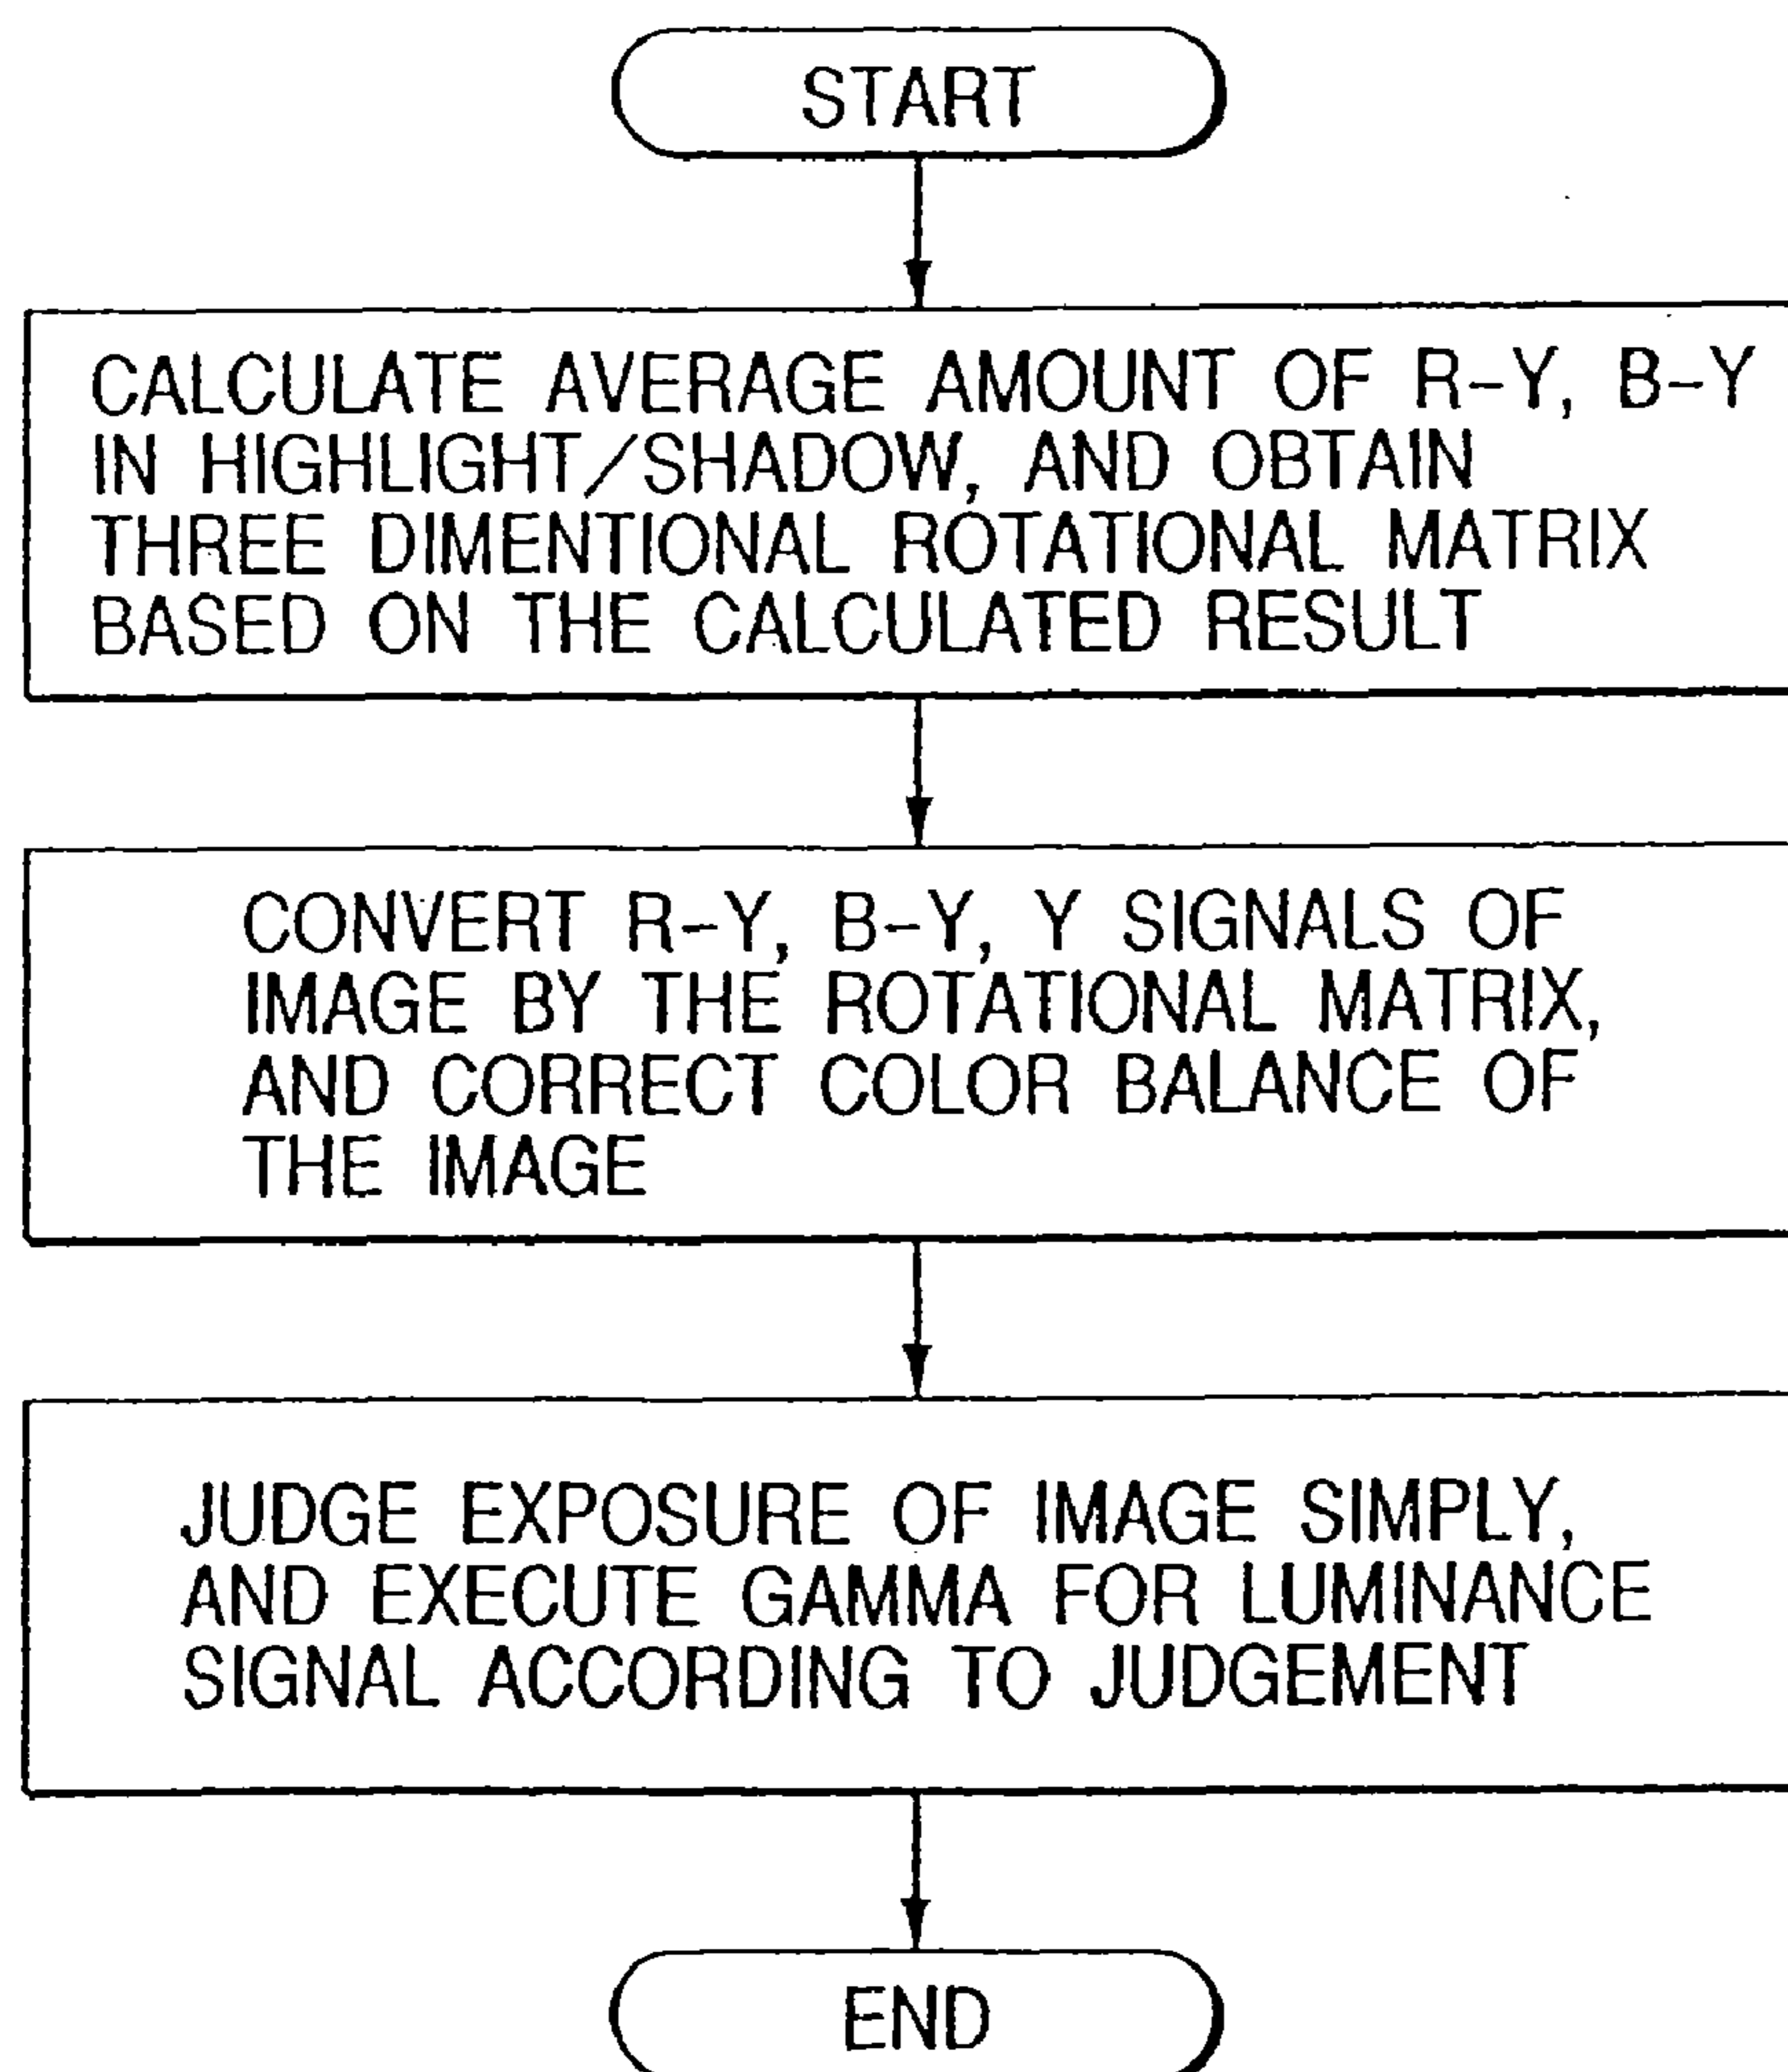 START
CALCULATE AVERAGE AMOUNT OF R-Y, B-Y
IN HIGHLIGHT/SHADOW, AND OBTAIN
THREE DIMENTIONAL ROTATIONAL MATRIX
BASED ON THE CALCULATED RESULT
CONVERT R-Y, B-Y, Y SIGNALS OF
IMAGE BY THE ROTATIONAL MATRIX,
AND CORRECT COLOR BALANCE OF
THE IMAGE
JUDGE EXPOSURE OF IMAGE SIMPLY,
AND EXECUTE GAMMA FOR LUMINANCE
SIGNAL ACCORDING TO JUDGEMENT
END